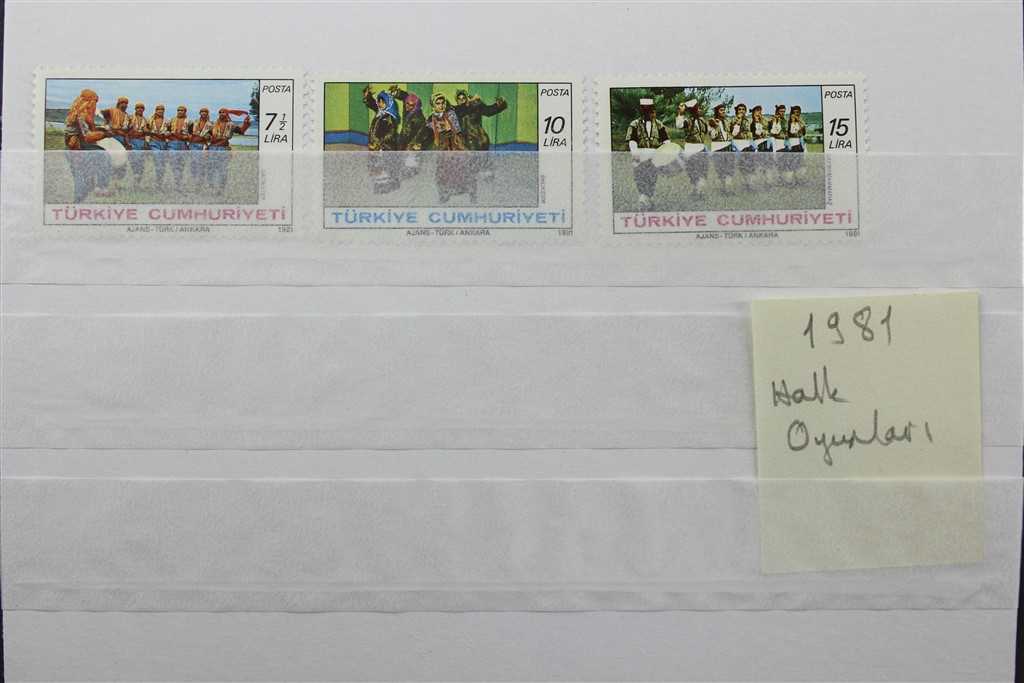 POSTA
7 1/2
LİRA
TÜRKİYE CUMHURİYETİ
AJANS-TÜRK / ANKARA 1981
POSTA
10
LİRA
TÜRKİYE CUMHURİYETİ
AJANS-TÜRK / ANKARA 1981
POSTA
15
LİRA
TÜRKİYE CUMHURİYETİ
AJANS-TÜRK / ANKARA 1981
1981
Halk
Oyunları